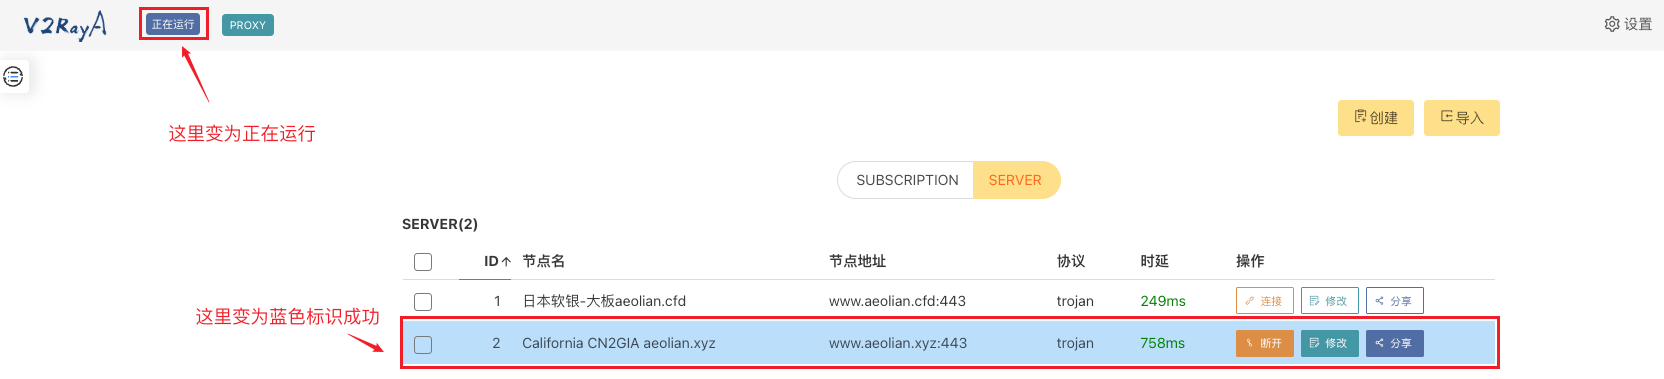 V2RayA 正在运行 PROXY 设置
这里变为正在运行
创建 导入
SUBSCRIPTION SERVER
SERVER(2)
ID 节点名 节点地址 协议 时延 操作
1 日本软银-大板aeolian.cfd www.aeolian.cfd:443 trojan 249ms 连接 修改 分享
这里变为蓝色标识成功
2 California CN2GIA aeolian.xyz www.aeolian.xyz:443 trojan 758ms 断开 修改 分享